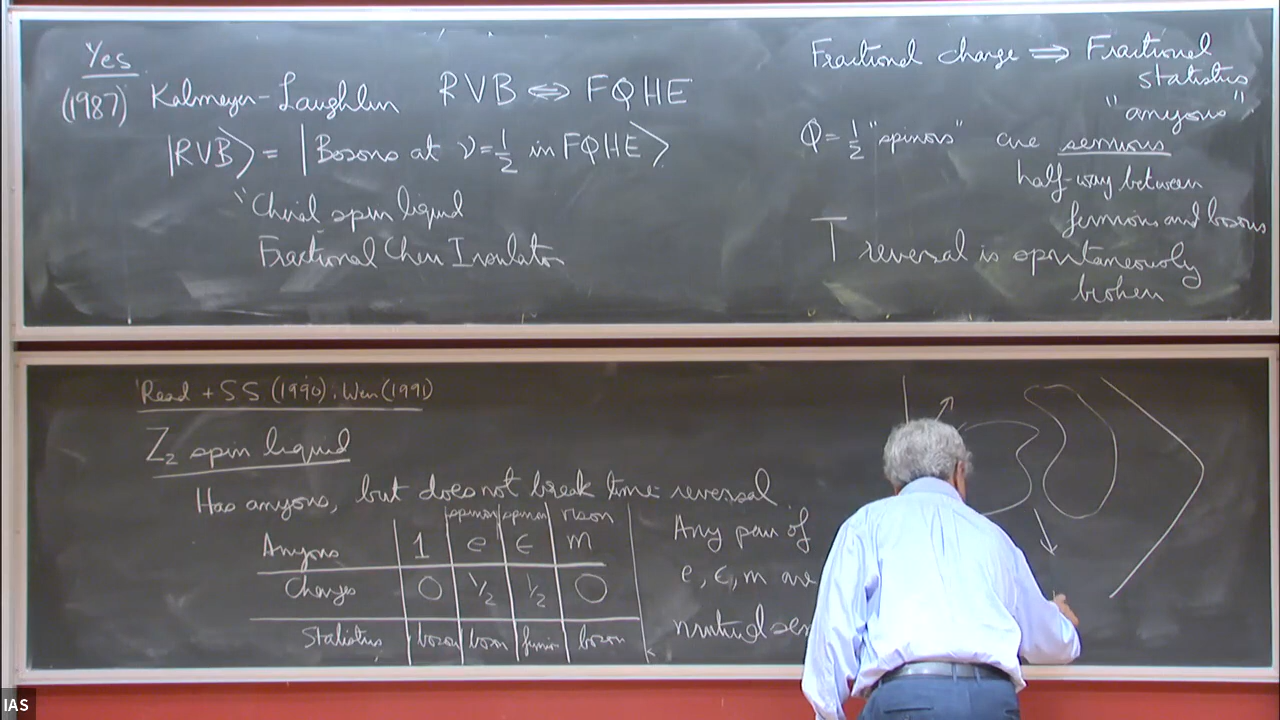 Yes
(1987) Kalmeyer-Laughlin RVB ⇔ FQHE
|RVB> = |Bosons at ν=1/2 in FQHE>
"Chiral spin liquid
Fractional Chern Insulator
Fractional charge ⇒ Fractional
statistics
"anyons"
Q=1/2 "spinons" are semions
half-way between
fermions and bosons
T reversal is spontaneously
broken
Read + SS (1990), Wen (1991)
Z2 spin liquid
Has anyons, but does not break time reversal
spinon spinon vison
Anyons 1 e ϵ m
Charges 0 1/2 1/2 0
Statistics boson boson fermion boson
Any pair of
e, ϵ, m are
mutual
IAS